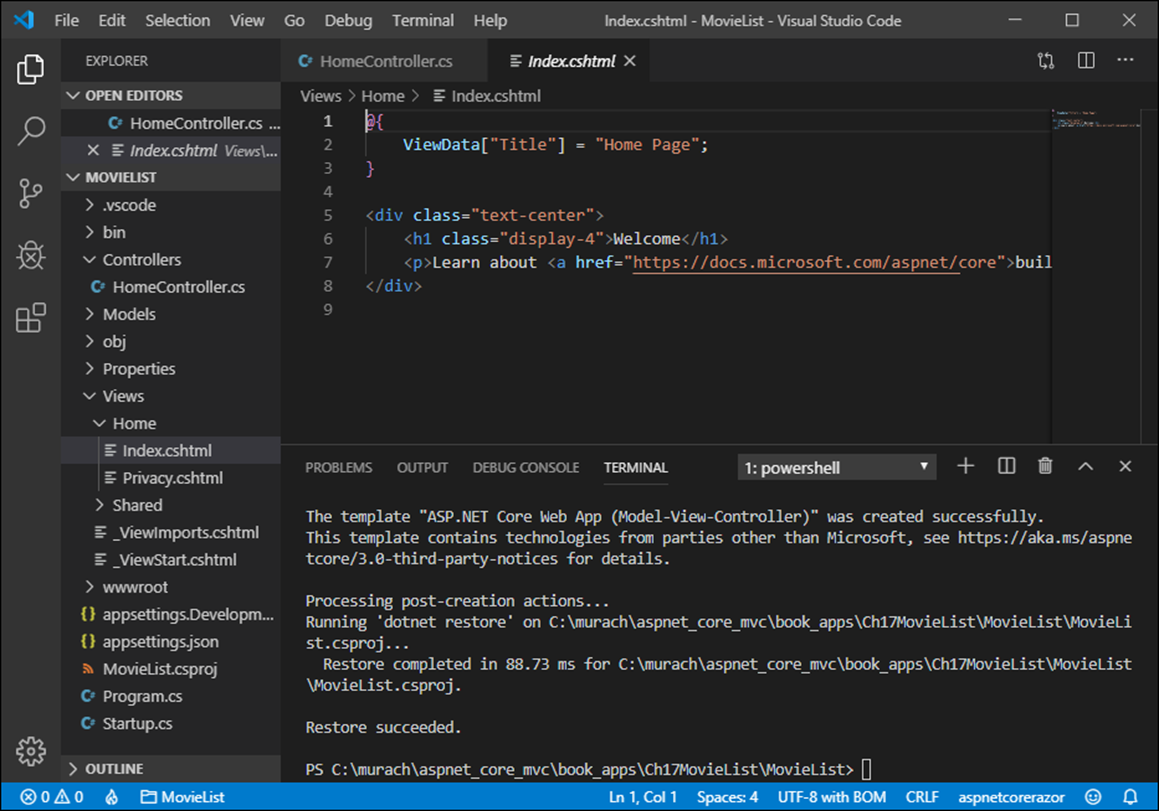 File Edit Selection View Go Debug Terminal Help Index.cshtml - MovieList - Visual Studio Code
EXPLORER
OPEN EDITORS
HomeController.cs ...
Index.cshtml Views\...
MOVIELIST
.vscode
bin
Controllers
HomeController.cs
Models
obj
Properties
Views
Home
Index.cshtml
Privacy.cshtml
Shared
_ViewImports.cshtml
_ViewStart.cshtml
wwwroot
{} appsettings.Developm...
{} appsettings.json
MovieList.csproj
Program.cs
Startup.cs
OUTLINE
HomeController.cs Index.cshtml
Views > Home > Index.cshtml
1 @{
2 ViewData["Title"] = "Home Page";
3 }
4
5 <div class="text-center">
6 <h1 class="display-4">Welcome</h1>
7 <p>Learn about <a href="https://docs.microsoft.com/aspnet/core">buil
8 </div>
9
PROBLEMS OUTPUT DEBUG CONSOLE TERMINAL 1: powershell
The template "ASP.NET Core Web App (Model-View-Controller)" was created successfully.
This template contains technologies from parties other than Microsoft, see https://aka.ms/aspne
tcore/3.0-third-party-notices for details.
Processing post-creation actions...
Running 'dotnet restore' on C:\murach\aspnet_core_mvc\book_apps\Ch17MovieList\MovieList\MovieLi
st.csproj...
Restore completed in 88.73 ms for C:\murach\aspnet_core_mvc\book_apps\Ch17MovieList\MovieList
\MovieList.csproj.
Restore succeeded.
PS C:\murach\aspnet_core_mvc\book_apps\Ch17MovieList\MovieList>
0 0 MovieList Ln 1, Col 1 Spaces: 4 UTF-8 with BOM CRLF aspnetcorerazor